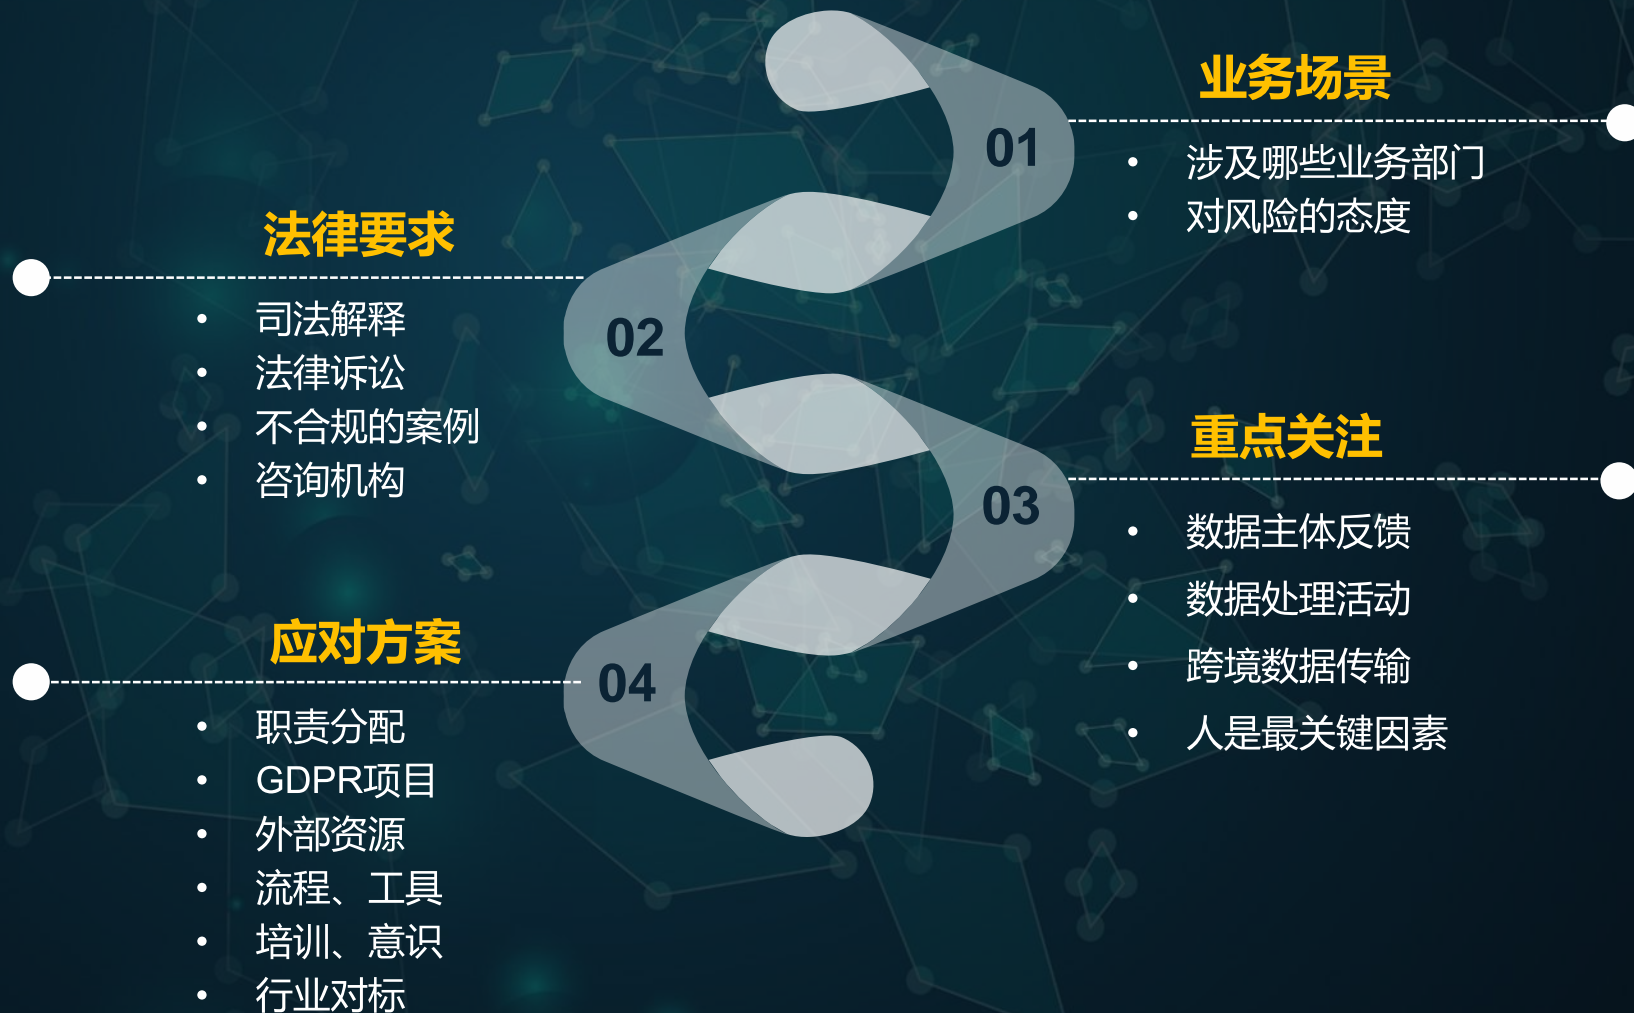 01
业务场景
• 涉及哪些业务部门
• 对风险的态度
02
法律要求
• 司法解释
• 法律诉讼
• 不合规的案例
• 咨询机构
03
重点关注
• 数据主体反馈
• 数据处理活动
• 跨境数据传输
• 人是最关键因素
04
应对方案
• 职责分配
• GDPR项目
• 外部资源
• 流程、工具
• 培训、意识
• 行业对标